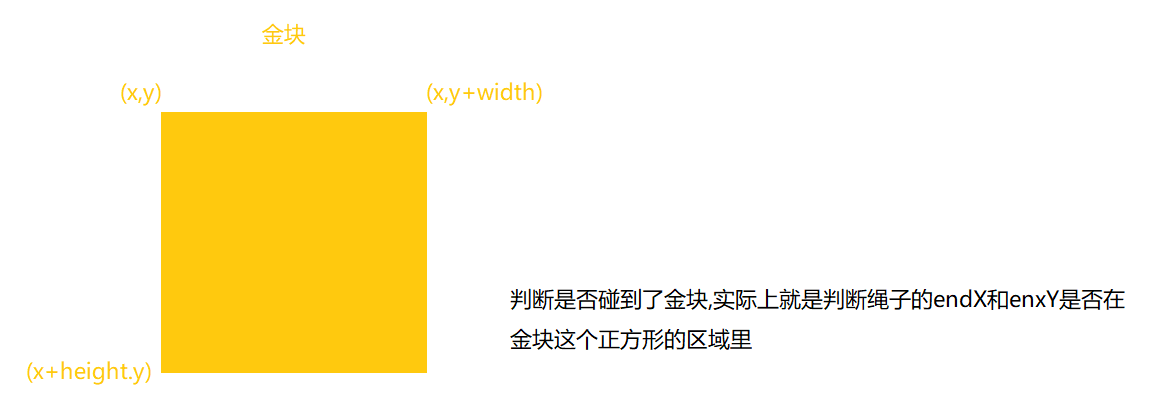 金块
(x,y)
(x,y+width)
判断是否碰到了金块,实际上就是判断绳子的endX和enxY是否在
金块这个正方形的区域里
(x+height.y)